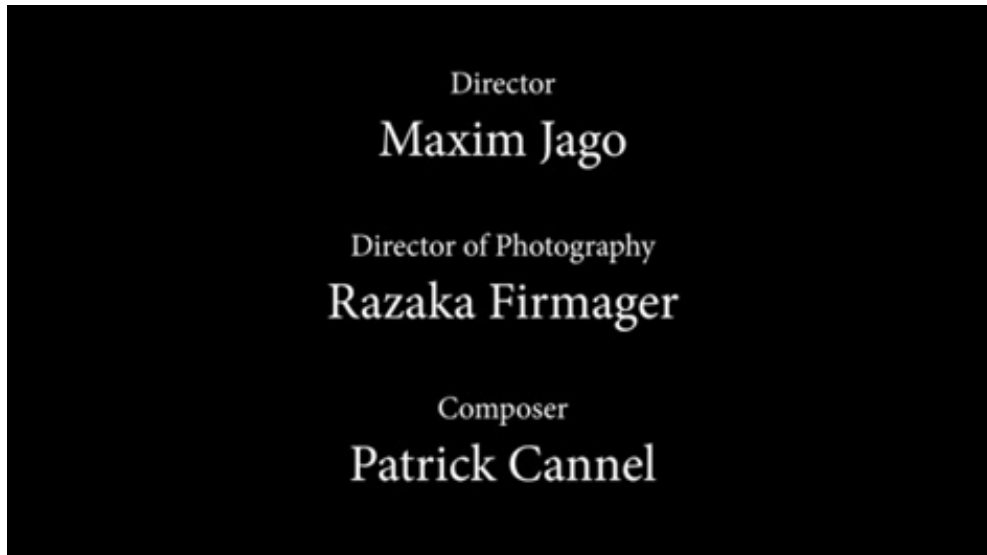 Director
Maxim Jago
Director of Photography
Razaka Firmager
Composer
Patrick Cannel